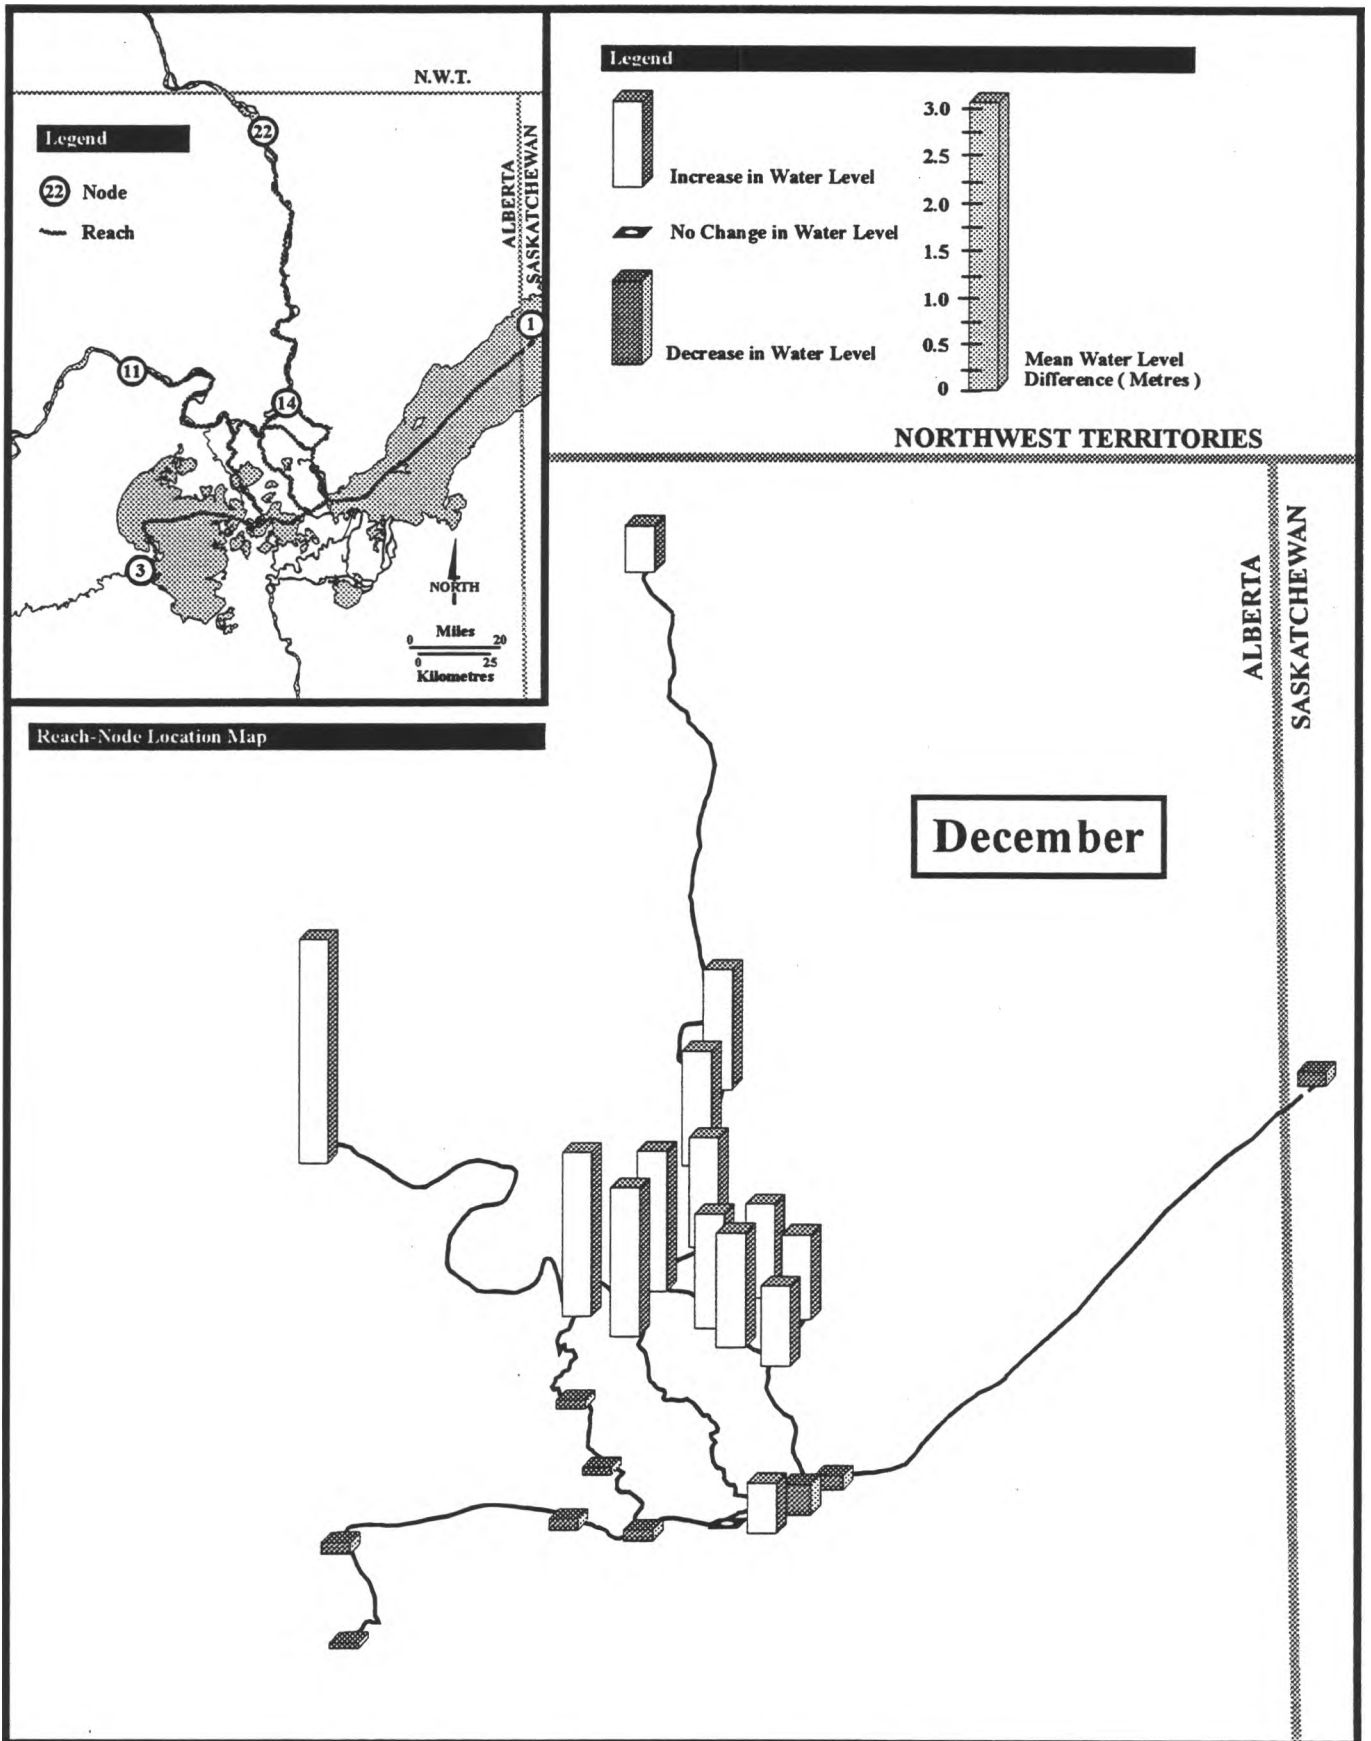 N.W.T.
Legend
22
22 Node
Reach
ALBERTA
SASKATCHEWAN
1
11
14
3
NORTH
Miles
0 20
0 25
Kilometres
Reach-Node Location Map
Legend
Increase in Water Level
No Change in Water Level
Decrease in Water Level
3.0
2.5
2.0
1.5
1.0
0.5
0
Mean Water Level
Difference ( Metres )
NORTHWEST TERRITORIES
ALBERTA
SASKATCHEWAN
December